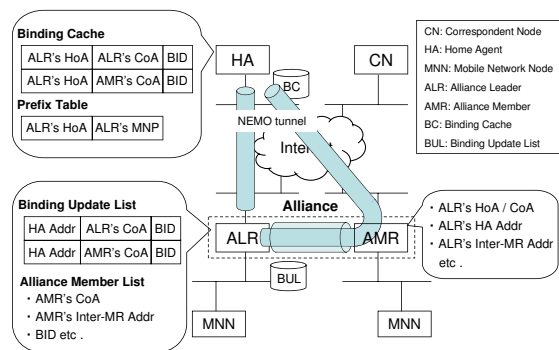 Binding Cache
ALR's HoA ALR's CoA BID
ALR's HoA AMR's CoA BID
Prefix Table
ALR's HoA ALR's MNP
HA
BC
CN
CN: Correspondent Node
HA: Home Agent
MNN: Mobile Network Node
ALR: Alliance Leader
AMR: Alliance Member
BC: Binding Cache
BUL: Binding Update List
NEMO tunnel
Internet
Binding Update List
HA Addr ALR's CoA BID
HA Addr AMR's CoA BID
Alliance Member List
・AMR's CoA
・AMR's Inter-MR Addr
・BID etc .
Alliance
ALR
AMR
BUL
MNN
MNN
・ALR's HoA / CoA
・ALR's HA Addr
・ALR's Inter-MR Addr
etc .